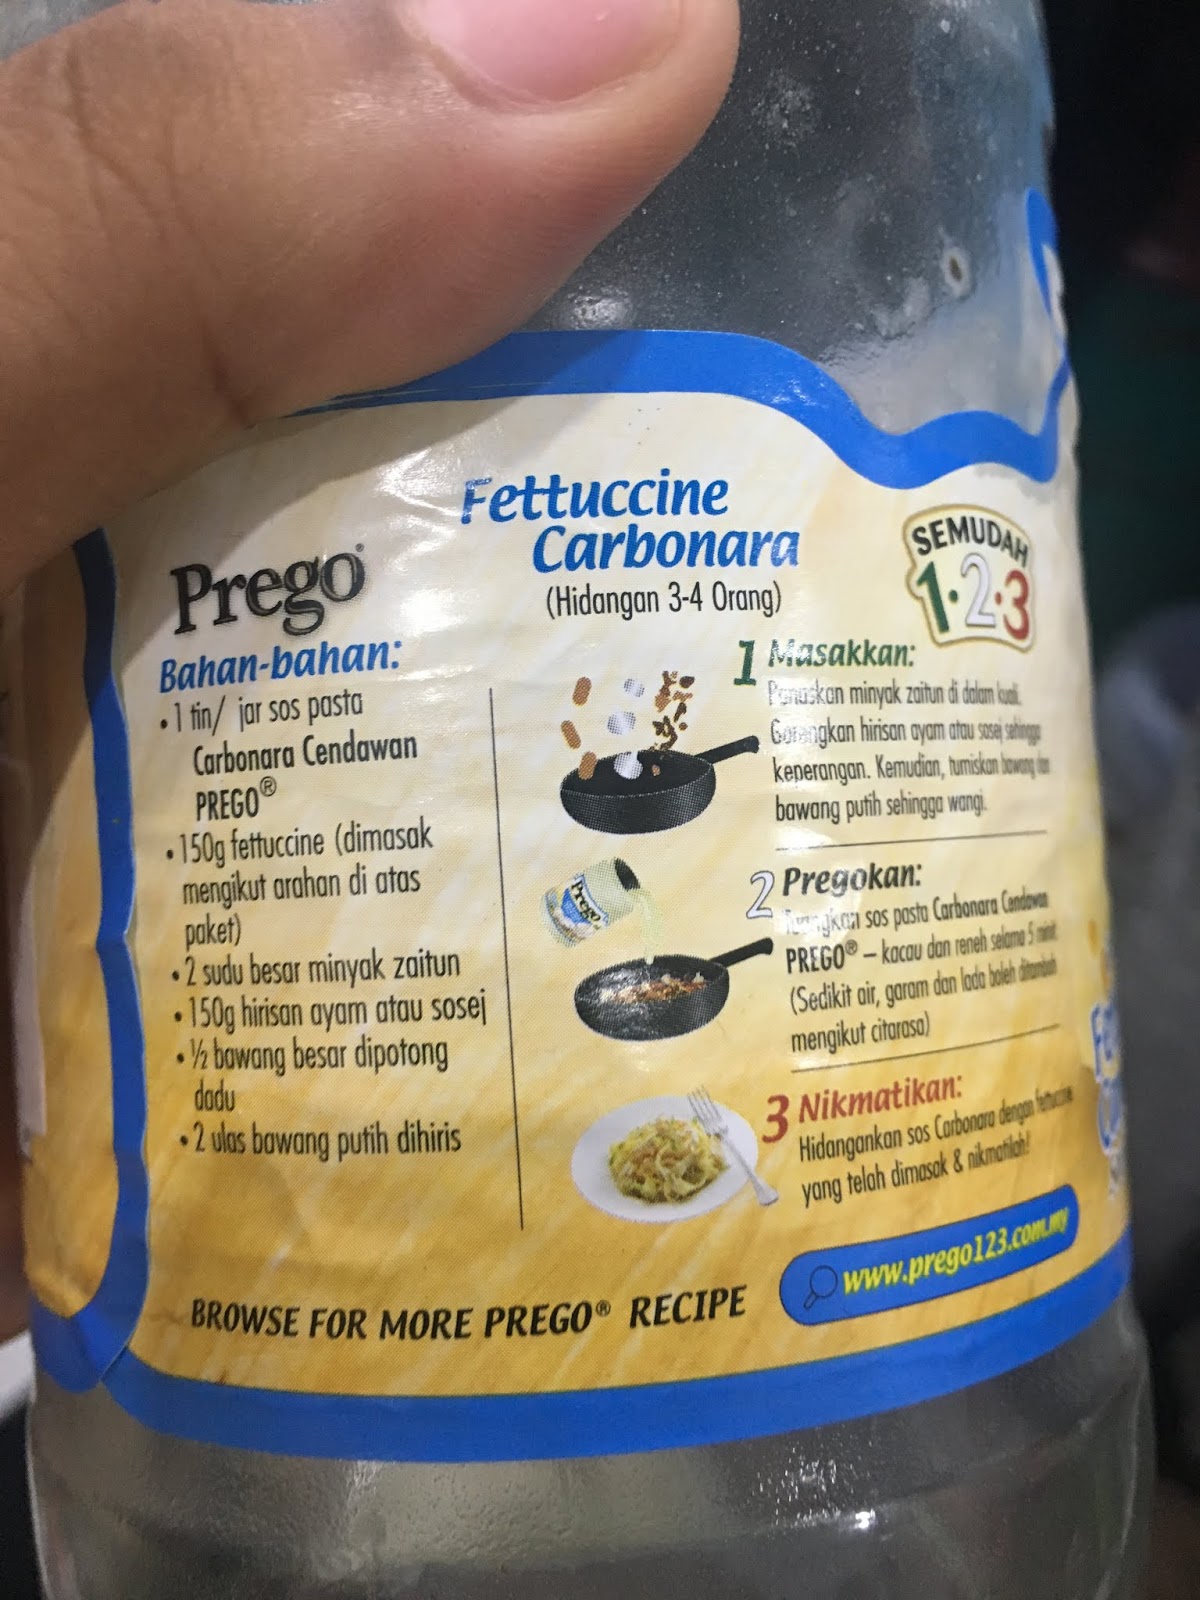 Fettuccine
Carbonara
(Hidangan 3-4 Orang)
Prego®
SEMUDAH
1·2·3
Bahan-bahan:
• 1 tin/ jar sos pasta
Carbonara Cendawan
PREGO®
• 150g fettuccine (dimasak
mengikut arahan di atas
paket)
• 2 sudu besar minyak zaitun
• 150g hirisan ayam atau sosej
• ½ bawang besar dipotong
dadu
• 2 ulas bawang putih dihiris
1 Masakkan:
Panaskan minyak zaitun di dalam kuali.
Gorengkan hirisan ayam atau sosej sehingga
keperangan. Kemudian, tumiskan bawang dan
bawang putih sehingga wangi.
Prego
2 Pregokan:
Tuangkan sos pasta Carbonara Cendawan
PREGO® – kacau dan reneh selama 5 minit
(Sedikit air, garam dan lada boleh ditambah
mengikut citarasa)
3 Nikmatikan:
Hidangankan sos Carbonara dengan fettuccine
yang telah dimasak & nikmatilah!
BROWSE FOR MORE PREGO® RECIPE
www.prego123.com.my